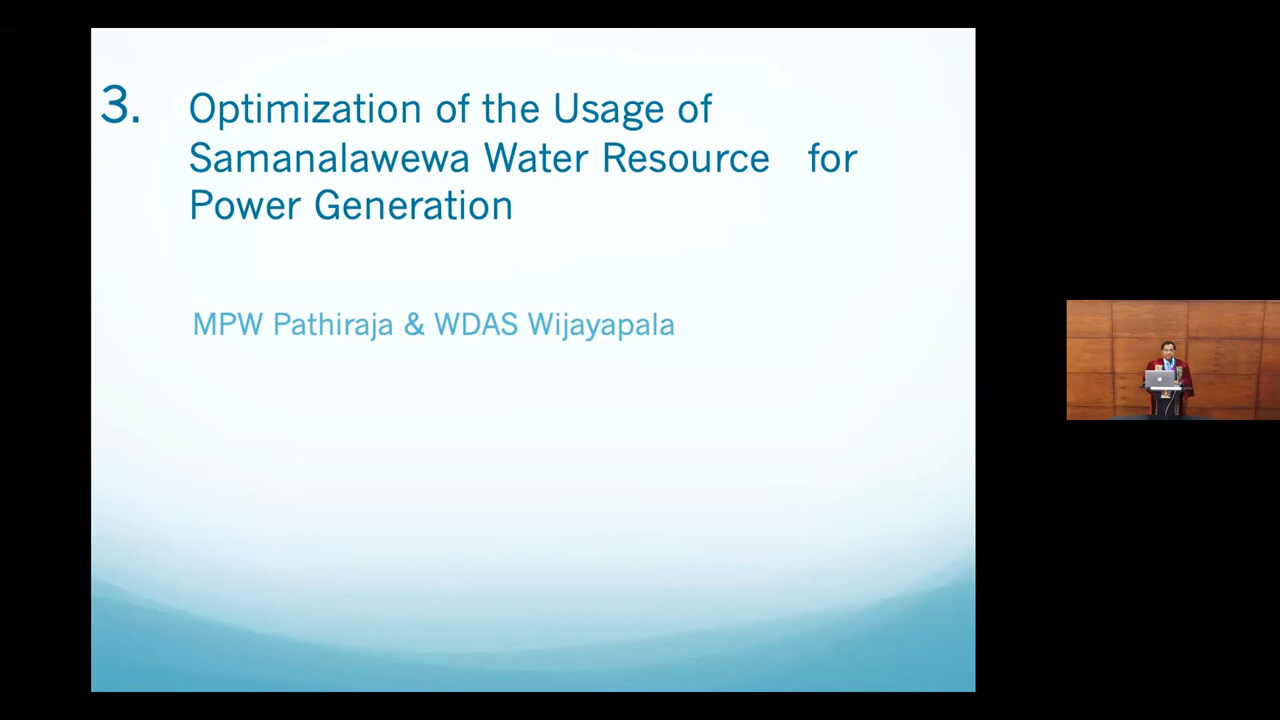 3. Optimization of the Usage of
Samanalawewa Water Resource for
Power Generation
MPW Pathiraja & WDAS Wijayapala